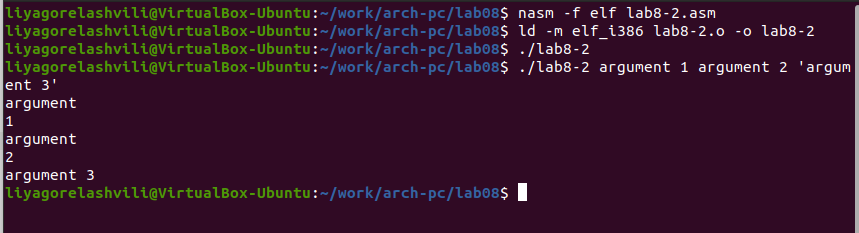 liyagorelashvili@VirtualBox-Ubuntu:~/work/arch-pc/lab08$ nasm -f elf lab8-2.asm
liyagorelashvili@VirtualBox-Ubuntu:~/work/arch-pc/lab08$ ld -m elf_i386 lab8-2.o -o lab8-2
liyagorelashvili@VirtualBox-Ubuntu:~/work/arch-pc/lab08$ ./lab8-2
liyagorelashvili@VirtualBox-Ubuntu:~/work/arch-pc/lab08$ ./lab8-2 argument 1 argument 2 'argum
ent 3'
argument
1
argument
2
argument 3
liyagorelashvili@VirtualBox-Ubuntu:~/work/arch-pc/lab08$